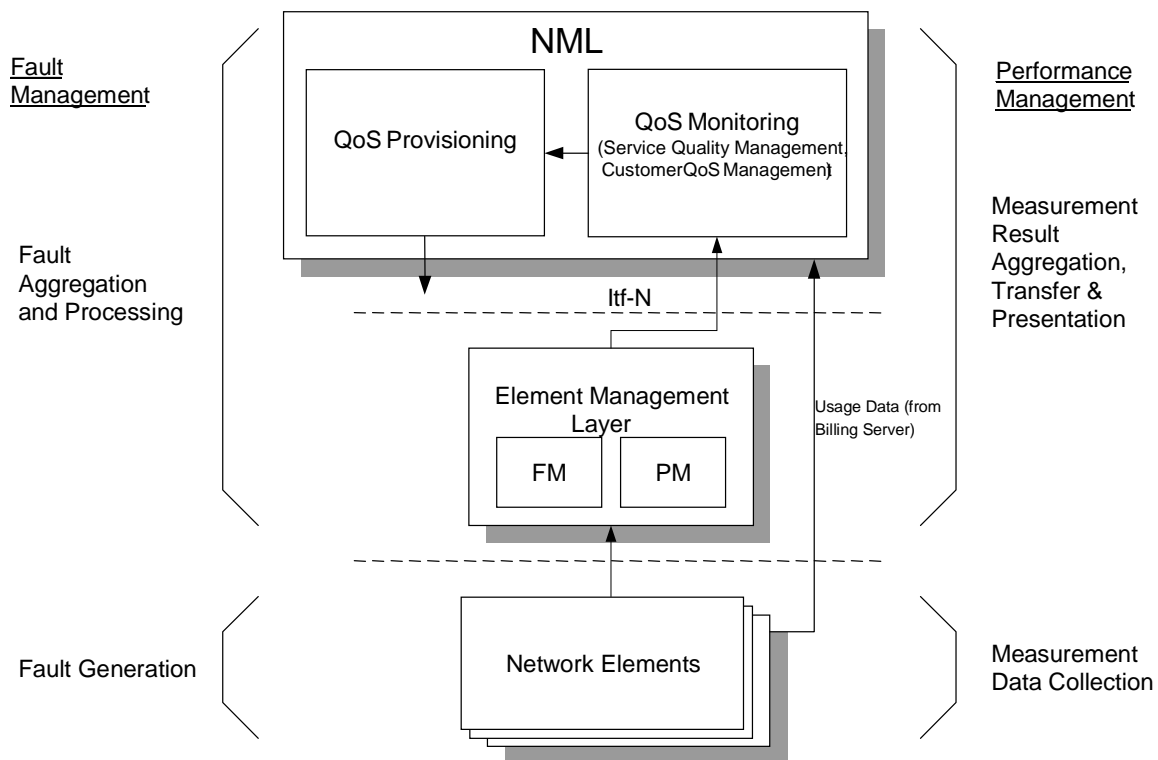 NML
Fault
Management
Performance
Management
QoS Provisioning
QoS Monitoring
(Service Quality Management,
CustomerQoS Management)
Fault
Aggregation
and Processing
Measurement
Result
Aggregation,
Transfer &
Presentation
Itf-N
Element Management
Layer
FM
PM
Usage Data (from
Billing Server)
Network Elements
Fault Generation
Measurement
Data Collection